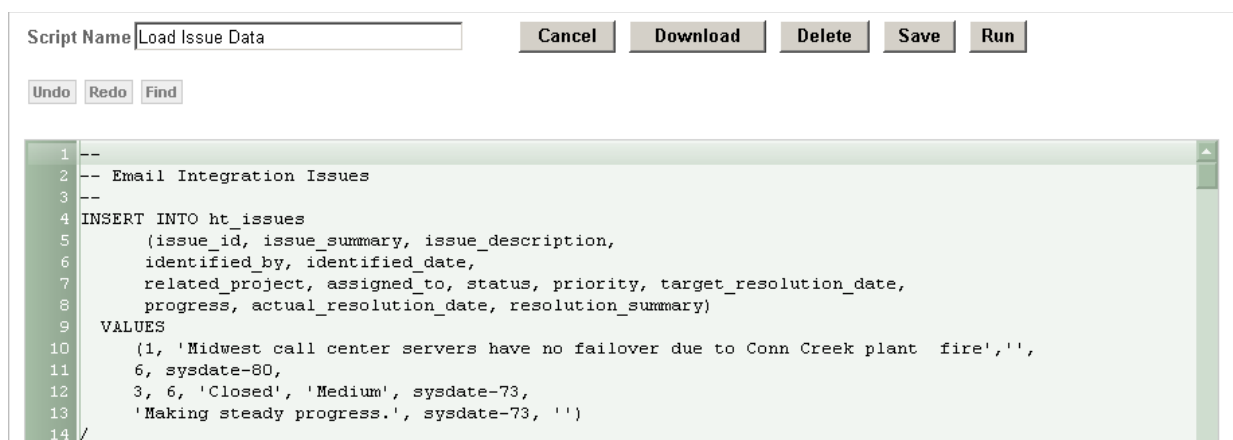 Script Name Load Issue Data Cancel Download Delete Save Run
Undo Redo Find
1 --
2 -- Email Integration Issues
3 --
4 INSERT INTO ht_issues
5       (issue_id, issue_summary, issue_description,
6       identified_by, identified_date,
7       related_project, assigned_to, status, priority, target_resolution_date,
8       progress, actual_resolution_date, resolution_summary)
9   VALUES
10      (1, 'Midwest call center servers have no failover due to Conn Creek plant  fire','',
11      6, sysdate-80,
12      3, 6, 'Closed', 'Medium', sysdate-73,
13      'Making steady progress.', sysdate-73, '')
14 /